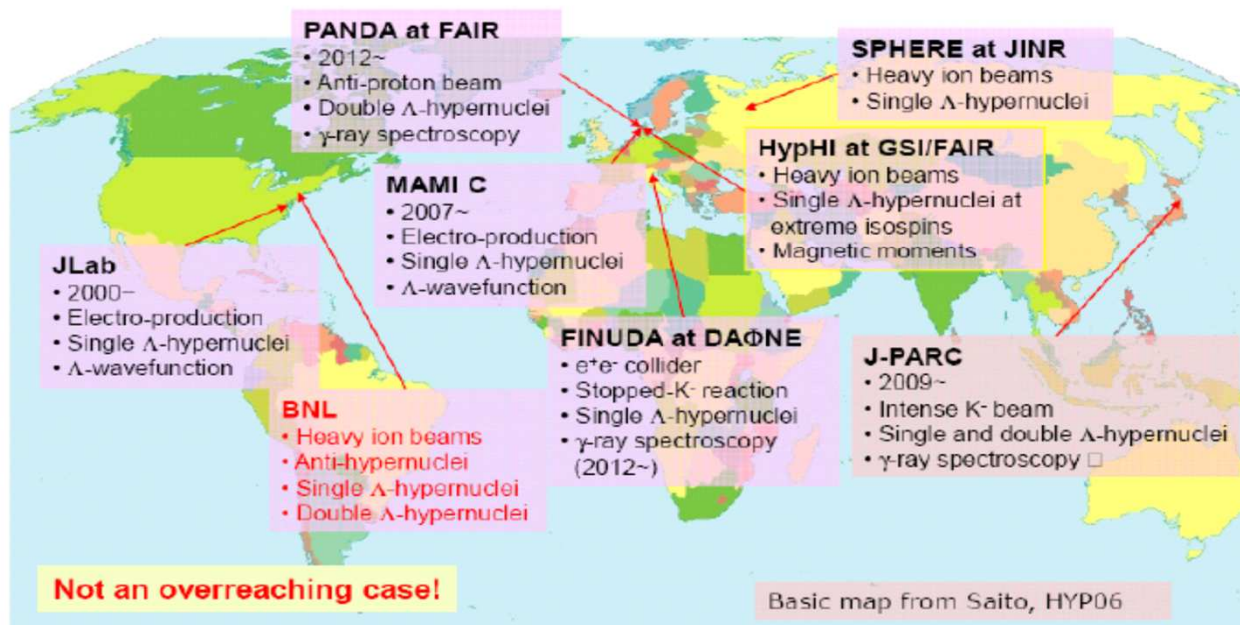 PANDA at FAIR
• 2012~
• Anti-proton beam
• Double Λ-hypernuclei
• γ-ray spectroscopy
SPHERE at JINR
• Heavy ion beams
• Single Λ-hypernuclei
HypHI at GSI/FAIR
• Heavy ion beams
• Single Λ-hypernuclei at
extreme isospins
• Magnetic moments
MAMI C
• 2007~
• Electro-production
• Single Λ-hypernuclei
• Λ-wavefunction
JLab
• 2000~
• Electro-production
• Single Λ-hypernuclei
• Λ-wavefunction
FINUDA at DAΦNE
• e⁺e⁻ collider
• Stopped-K⁻ reaction
• Single Λ-hypernuclei
• γ-ray spectroscopy
(2012~)
J-PARC
• 2009~
• Intense K⁻ beam
• Single and double Λ-hypernuclei
• γ-ray spectroscopy □
BNL
• Heavy ion beams
• Anti-hypernuclei
• Single Λ-hypernuclei
• Double Λ-hypernuclei
Not an overreaching case!
Basic map from Saito, HYP06